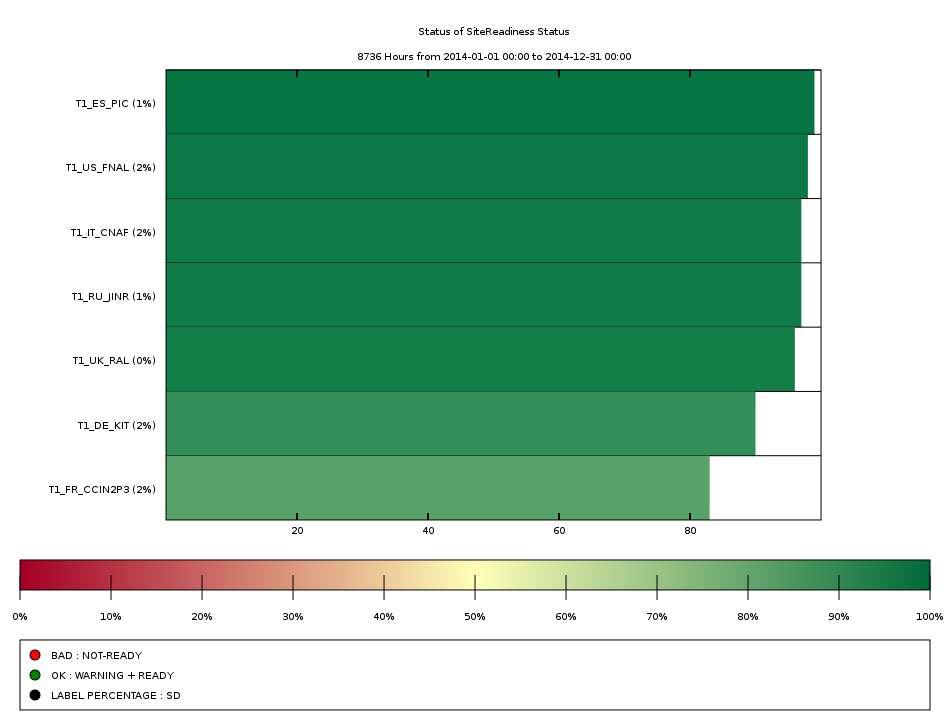 Status of SiteReadiness Status
8736 Hours from 2014-01-01 00:00 to 2014-12-31 00:00
T1_ES_PIC (1%)
T1_US_FNAL (2%)
T1_IT_CNAF (2%)
T1_RU_JINR (1%)
T1_UK_RAL (0%)
T1_DE_KIT (2%)
T1_FR_CCIN2P3 (2%)
20 40 60 80
0% 10% 20% 30% 40% 50% 60% 70% 80% 90% 100%
BAD : NOT-READY
OK : WARNING + READY
LABEL PERCENTAGE : SD